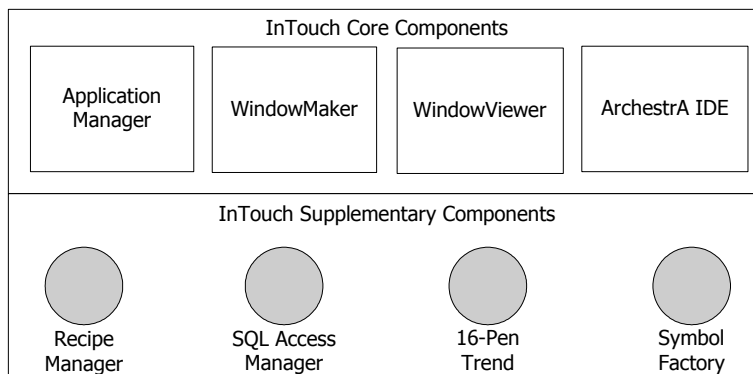 InTouch Core Components
Application
Manager
WindowMaker
WindowViewer
ArchestrA IDE
InTouch Supplementary Components
Recipe
Manager
SQL Access
Manager
16-Pen
Trend
Symbol
Factory